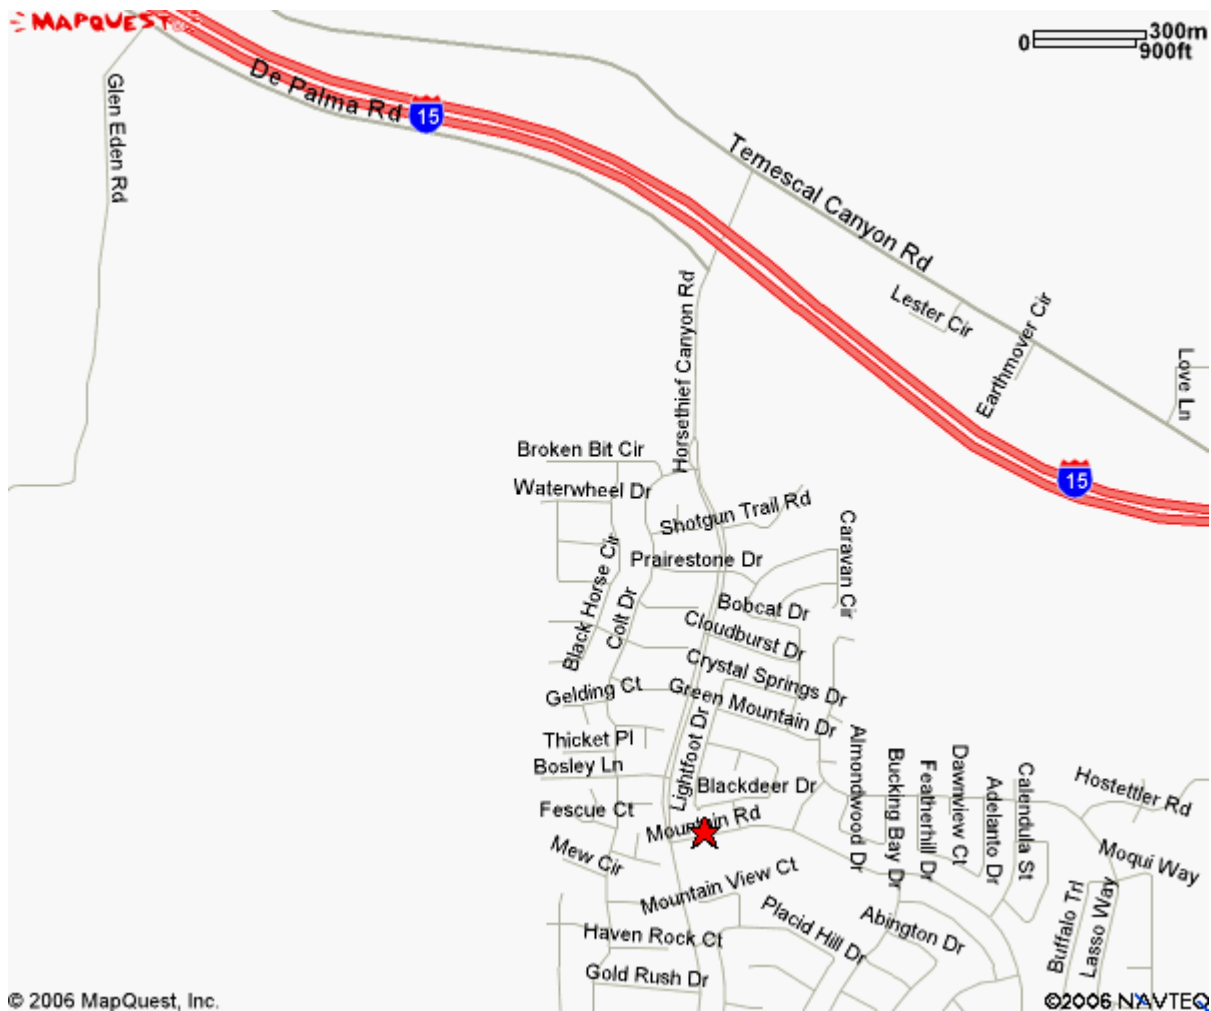 MAPQUEST
300m
0
900ft
De Palma Rd
15
Glen Eden Rd
Temescal Canyon Rd
Lester Cir
Earthmover Cir
Love Ln
Horsethief Canyon Rd
Broken Bit Cir
15
Waterwheel Dr
Shotgun Trail Rd
Caravan Cir
Prairestone Dr
Black Horse Cir
Colt Dr
Bobcat Dr
Cloudburst Dr
Crystal Springs Dr
Gelding Ct
Green Mountain Dr
Lightfoot Dr
Thicket Pl
Bosley Ln
Almondwood Dr
Bucking Bay Dr
Featherhill Dr
Dawnview Ct
Adelanto Dr
Calendula St
Hostettler Rd
Blackdeer Dr
Fescue Ct
Mountain Rd
Mew Cir
Moqui Way
Mountain View Ct
Placid Hill Dr
Abington Dr
Buffalo Trl
Lasso Way
Haven Rock Ct
Gold Rush Dr
© 2006 MapQuest, Inc.
©2006 NAVTEQ